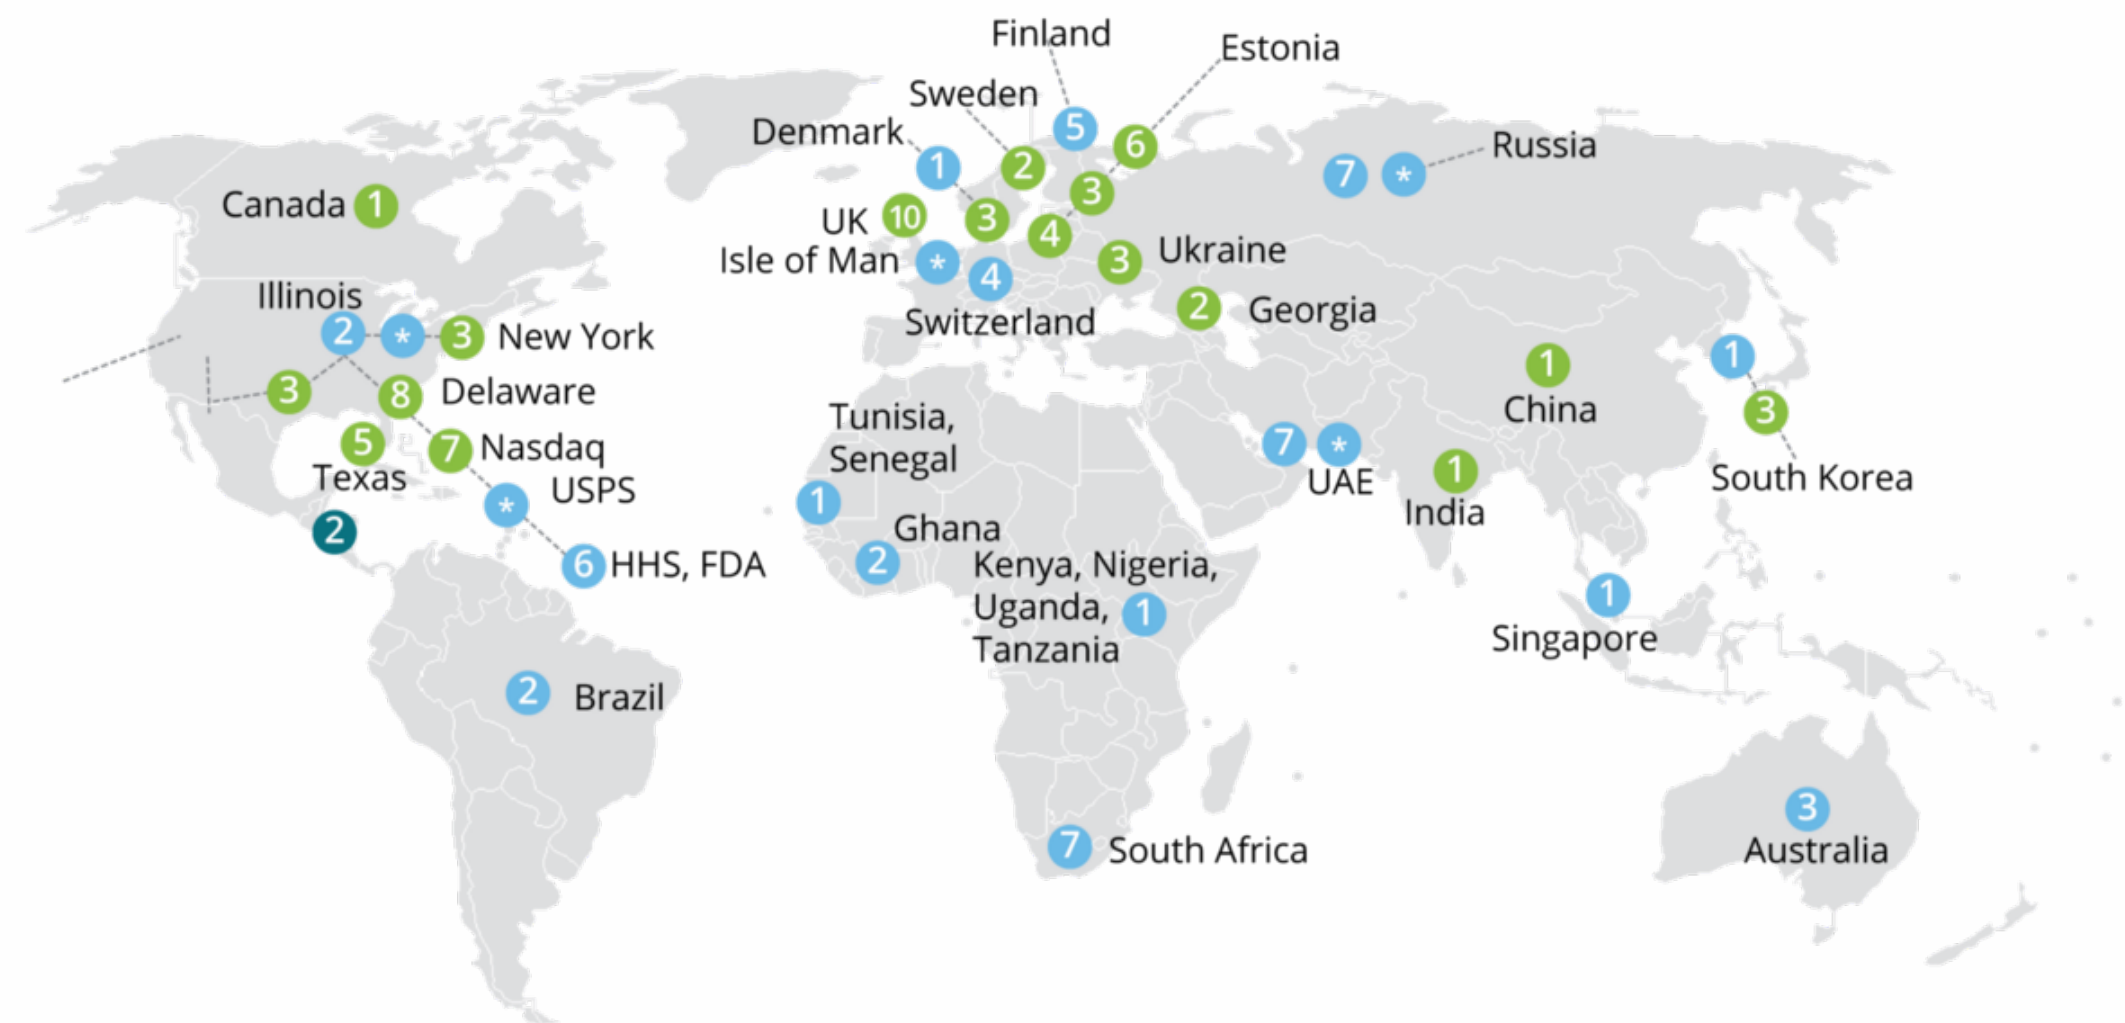 Finland
Estonia
Sweden
Denmark
5
6
Russia
1
2
7 *
3
Canada 1
UK 10
3
4
Isle of Man *
3 Ukraine
4
Switzerland
2 Georgia
Illinois
2 * 3 New York
3
8 Delaware
1
China
1
3
South Korea
5
Texas
7 Nasdaq
USPS
*
2
6 HHS, FDA
Tunisia,
Senegal
1
7 *
UAE
1
India
Ghana
2
Kenya, Nigeria,
Uganda, 1
Tanzania
1
Singapore
2 Brazil
7 South Africa
3
Australia